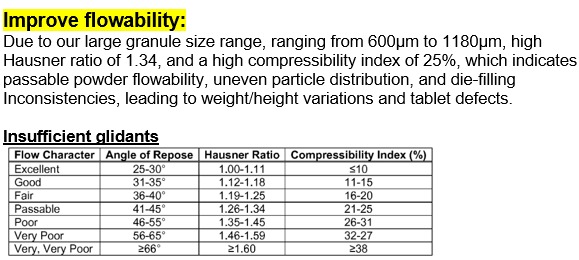 Improve flowability:
Due to our large granule size range, ranging from 600µm to 1180µm, high
Hausner ratio of 1.34, and a high compressibility index of 25%, which indicates
passable powder flowability, uneven particle distribution, and die-filling
Inconsistencies, leading to weight/height variations and tablet defects.
Insufficient glidants
Flow Character Angle of Repose Hausner Ratio Compressibility Index (%)
Excellent 25-30° 1.00-1.11 ≤10
Good 31-35° 1.12-1.18 11-15
Fair 36-40° 1.19-1.25 16-20
Passable 41-45° 1.26-1.34 21-25
Poor 46-55° 1.35-1.45 26-31
Very Poor 56-65° 1.46-1.59 32-27
Very, Very Poor ≥66° ≥1.60 ≥38